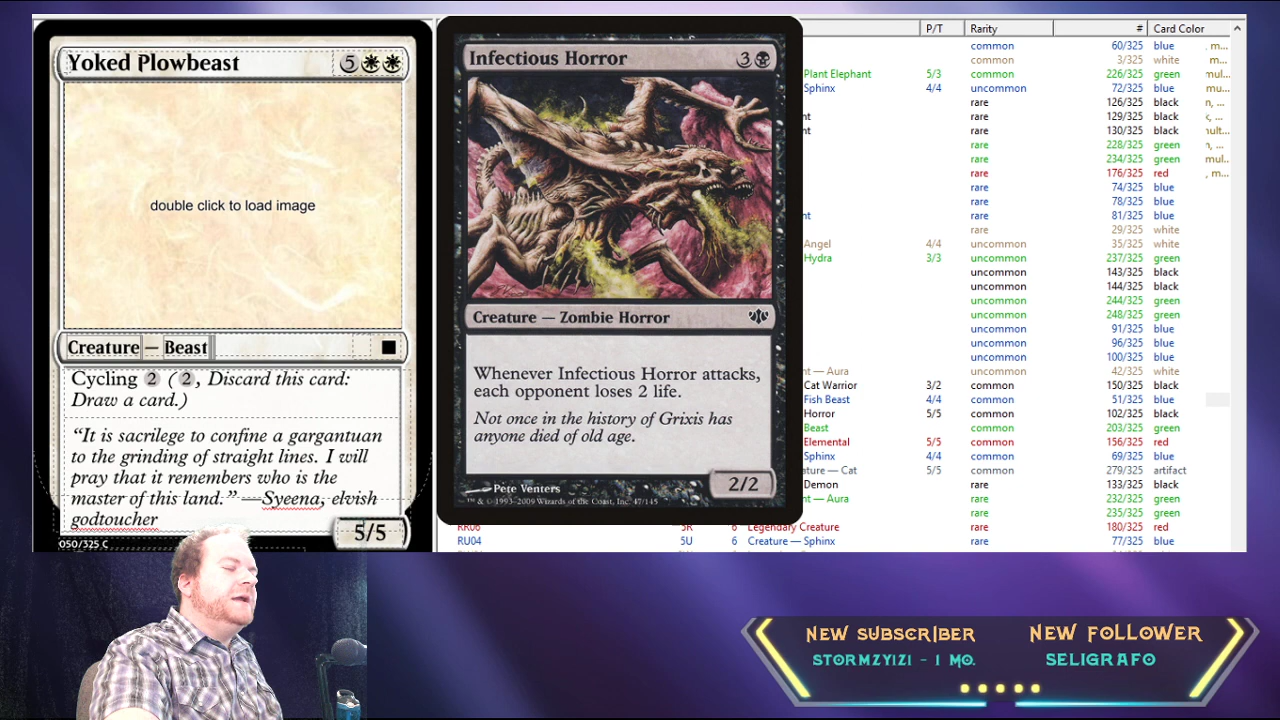 Yoked Plowbeast
5
double click to load image
Creature — Beast
Cycling 2 ( 2, Discard this card:
Draw a card.)
“It is sacrilege to confine a gargantuan
to the grinding of straight lines. I will
pray that it remembers who is the
master of this land.” —Syeena, elvish
godtoucher
5/5
050/325 C
Infectious Horror
3
Creature — Zombie Horror
Whenever Infectious Horror attacks,
each opponent loses 2 life.
Not once in the history of Grixis has
anyone died of old age.
Pete Venters
™ & © 1993–2009 Wizards of the Coast, Inc. 47/145
2/2
P/T Rarity # Card Color
common 60/325 blue , m...
common 3/325 white m...
Plant Elephant 5/3 common 226/325 green mul...
Sphinx 4/4 uncommon 72/325 blue mu...
rare 126/325 black n, ...
nt rare 129/325 black ‹, ...
nt rare 130/325 black ult...
rare 228/325 green n, ...
rare 234/325 green mul...
rare 176/325 red , m...
rare 74/325 blue
rare 78/325 blue
nt rare 81/325 blue
rare 29/325 white
Angel 4/4 uncommon 35/325 white
Hydra 3/3 uncommon 237/325 green
uncommon 143/325 black
uncommon 144/325 black
uncommon 244/325 green
uncommon 248/325 green
uncommon 91/325 blue
uncommon 96/325 blue
uncommon 100/325 blue
nt — Aura uncommon 42/325 white
Cat Warrior 3/2 common 150/325 black
Fish Beast 4/4 common 51/325 blue
Horror 5/5 common 102/325 black
Beast common 203/325 green
Elemental 5/5 common 156/325 red
Sphinx 4/4 common 69/325 blue
ature — Cat 5/5 common 279/325 artifact
Demon rare 133/325 black
nt — Aura rare 232/325 green
rare 235/325 green
RR06 5R 6 Legendary Creature rare 180/325 red
RU04 5U 6 Creature — Sphinx rare 77/325 blue
NEW SUBSCRIBER
STORMZYIZI - 1 MO.
NEW FOLLOWER
SELIGRAFO